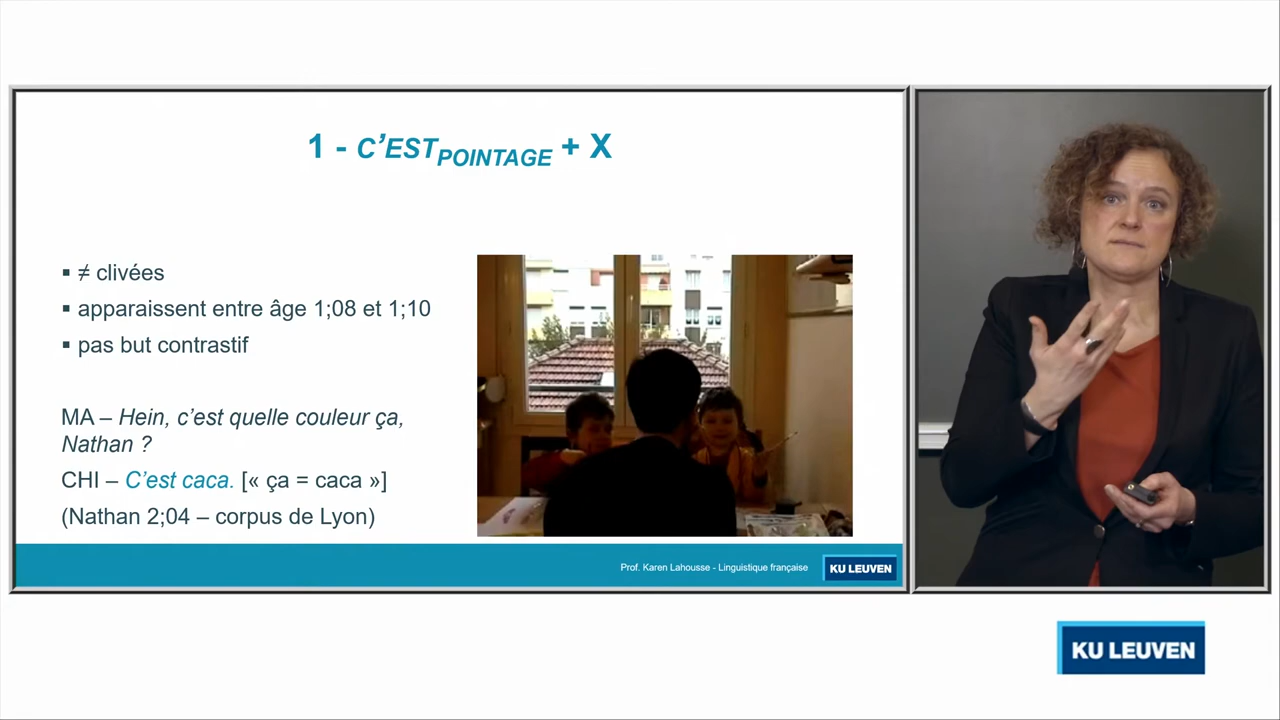 1 - C'EST POINTAGE + X
▪ ≠ clivées
▪ apparaissent entre âge 1;08 et 1;10
▪ pas but contrastif
MA – Hein, c'est quelle couleur ça,
Nathan ?
CHI – C'est caca. [« ça = caca »]
(Nathan 2;04 – corpus de Lyon)
Prof. Karen Lahousse - Linguistique française
KU LEUVEN
KU LEUVEN